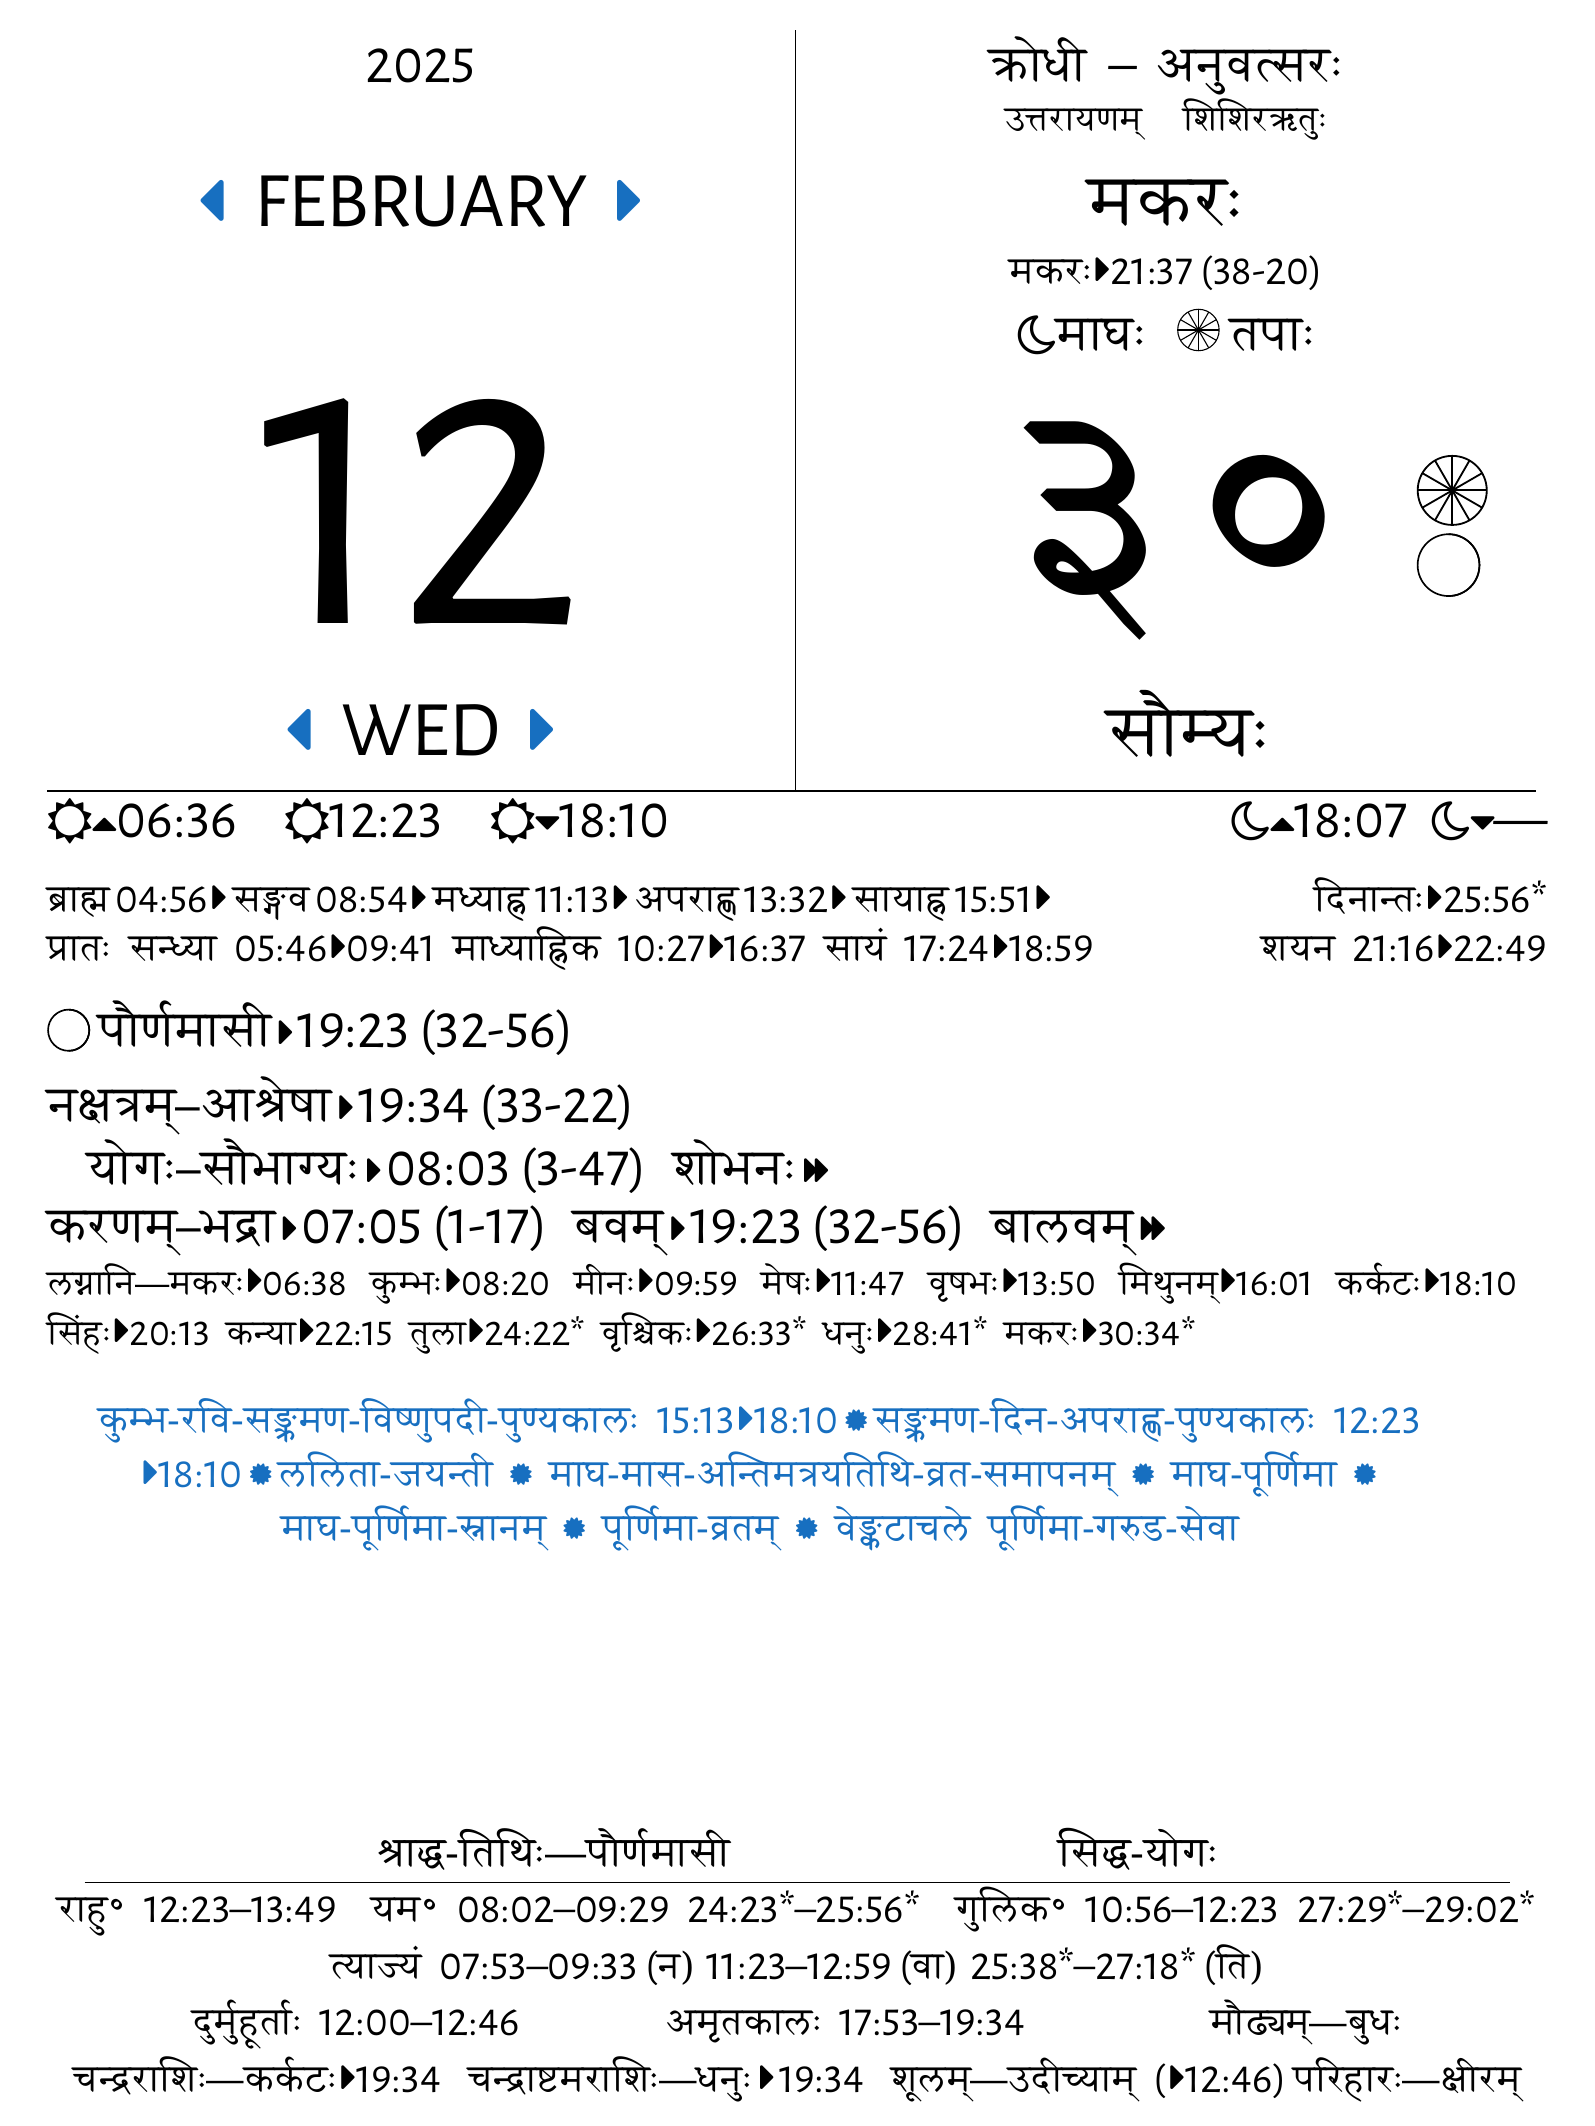 2025
FEBRUARY
12
WED
क्रोधी – अनुवत्सरः
उत्तरायणम् शिशिरऋतुः
मकरः
मकरः21:37 (38-20)
माघः तपाः
३०
सौम्यः
06:36 12:23 18:10 18:07 —
ब्राह्म 04:56 सङ्गव 08:54 मध्याह्न 11:13 अपराह्ण 13:32 सायाह्न 15:51 दिनान्तः25:56*
प्रातः सन्ध्या 05:46 09:41 माध्याह्निक 10:27 16:37 सायं 17:24 18:59 शयन 21:16 22:49
पौर्णमासी 19:23 (32-56)
नक्षत्रम्–आश्रेषा 19:34 (33-22)
योगः–सौभाग्यः 08:03 (3-47) शोभनः
करणम्–भद्रा 07:05 (1-17) बवम् 19:23 (32-56) बालवम्
लग्नानि—मकरः 06:38 कुम्भः 08:20 मीनः 09:59 मेषः 11:47 वृषभः 13:50 मिथुनम् 16:01 कर्कटः 18:10
सिंहः 20:13 कन्या 22:15 तुला 24:22* वृश्चिकः 26:33* धनुः 28:41* मकरः 30:34*
कुम्भ-रवि-सङ्क्रमण-विष्णुपदी-पुण्यकालः 15:13 18:10 सङ्क्रमण-दिन-अपराह्ण-पुण्यकालः 12:23
18:10 ललिता-जयन्ती माघ-मास-अन्तिमत्रयतिथि-व्रत-समापनम् माघ-पूर्णिमा
माघ-पूर्णिमा-स्नानम् पूर्णिमा-व्रतम् वेङ्कटाचले पूर्णिमा-गरुड-सेवा
श्राद्ध-तिथिः—पौर्णमासी सिद्ध-योगः
राहु॰ 12:23–13:49 यम॰ 08:02–09:29 24:23*–25:56* गुलिक॰ 10:56–12:23 27:29*–29:02*
त्याज्यं 07:53–09:33 (न) 11:23–12:59 (वा) 25:38*–27:18* (ति)
दुर्मुहूर्ताः 12:00–12:46 अमृतकालः 17:53–19:34 मौढ्यम्—बुधः
चन्द्रराशिः—कर्कटः 19:34 चन्द्राष्टमराशिः—धनुः 19:34 शूलम्—उदीच्याम् (12:46) परिहारः—क्षीरम्